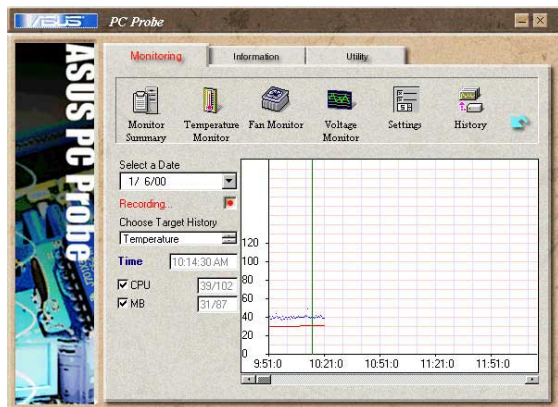 ASUS PC Probe
ASUS PC Probe
Monitoring Information Utility
Monitor Summary
Temperature Monitor
Fan Monitor
Voltage Monitor
Settings
History
Select a Date
1/ 6/00
Recording...
Choose Target History
Temperature
Time 10:14:30 AM
CPU 39/102
MB 31/87
120
100
80
60
40
20
0
9:51:0 10:21:0 10:51:0 11:21:0 11:51:0